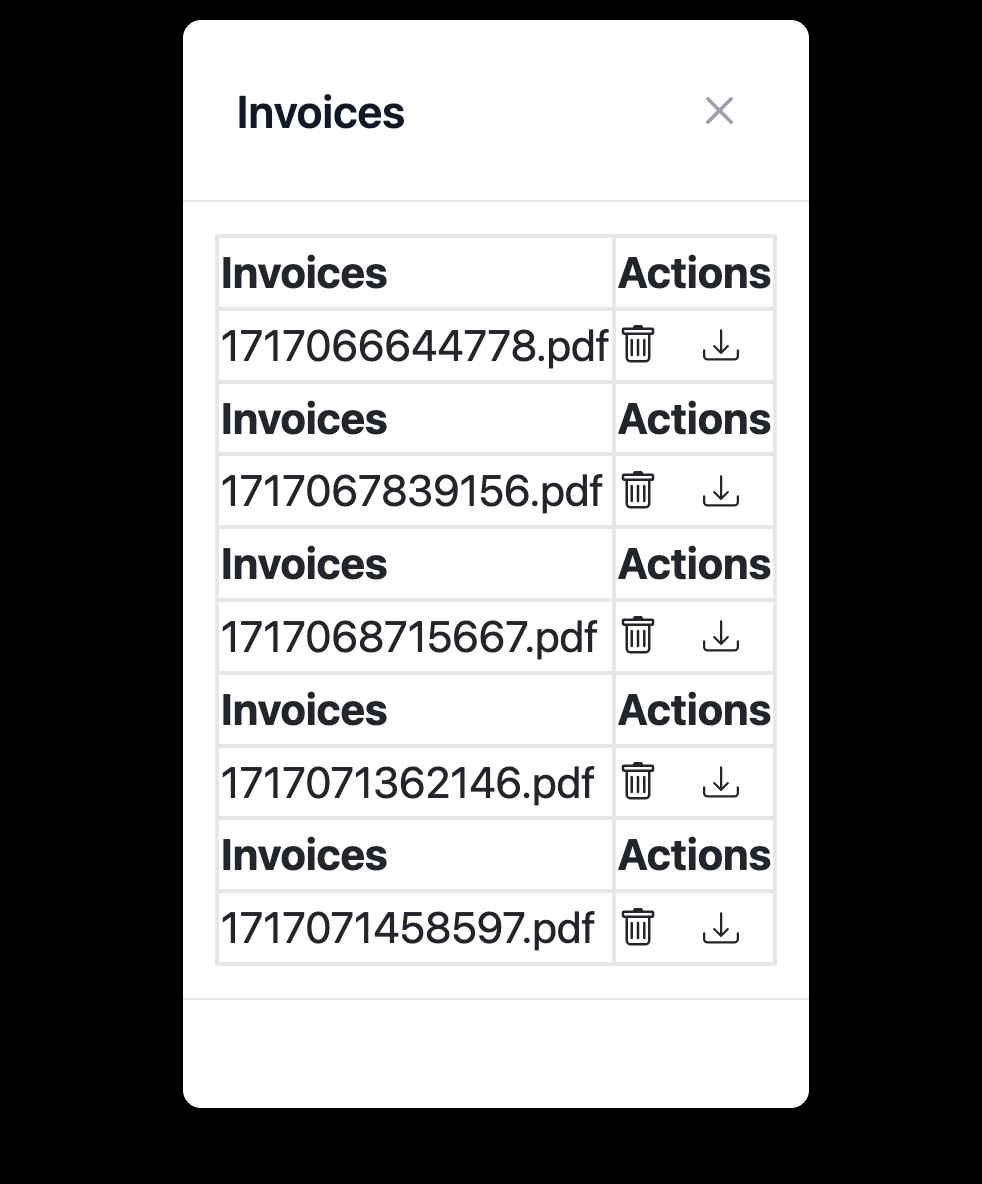 Invoices
Invoices Actions
1717066644778.pdf
Invoices Actions
1717067839156.pdf
Invoices Actions
1717068715667.pdf
Invoices Actions
1717071362146.pdf
Invoices Actions
1717071458597.pdf